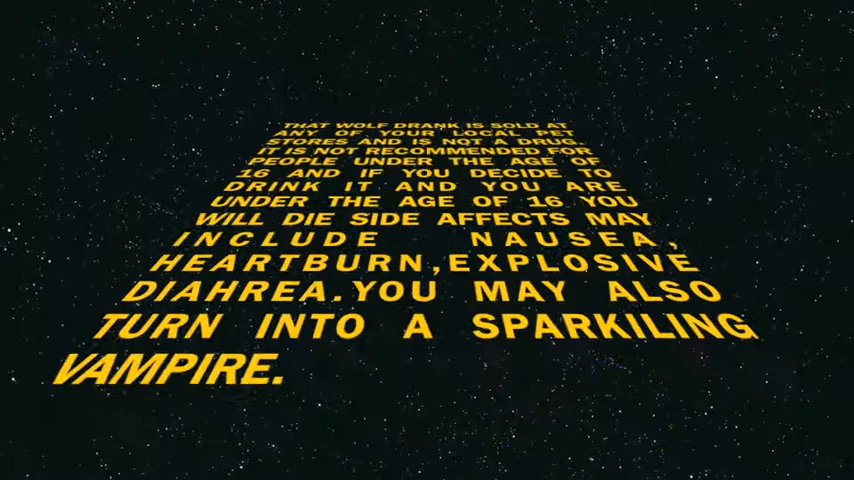 THAT WOLF DRANK IS SOLD AT
ANY OF YOUR LOCAL PET
STORES AND IS NOT A DRUG.
IT IS NOT RECOMMENDED FOR
PEOPLE UNDER THE AGE OF
16 AND IF YOU DECIDE TO
DRINK IT AND YOU ARE
UNDER THE AGE OF 16 YOU
WILL DIE SIDE AFFECTS MAY
INCLUDE NAUSEA,
HEARTBURN,EXPLOSIVE
DIAHREA.YOU MAY ALSO
TURN INTO A SPARKILING
VAMPIRE.